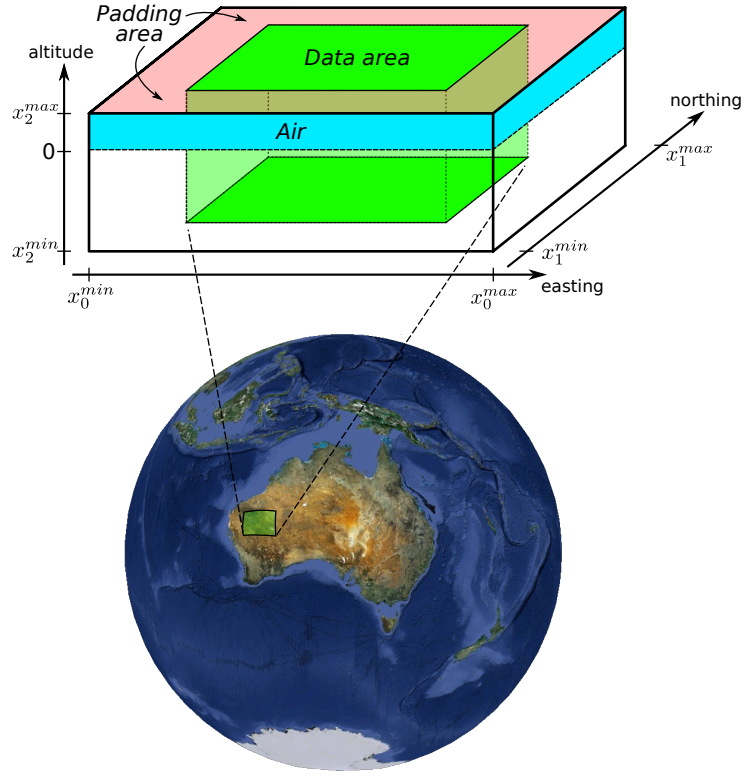 Padding
area
altitude
Data area
northing
x_2^{max}
Air
0
x_1^{max}
x_2^{min}
x_1^{min}
easting
x_0^{min}
x_0^{max}